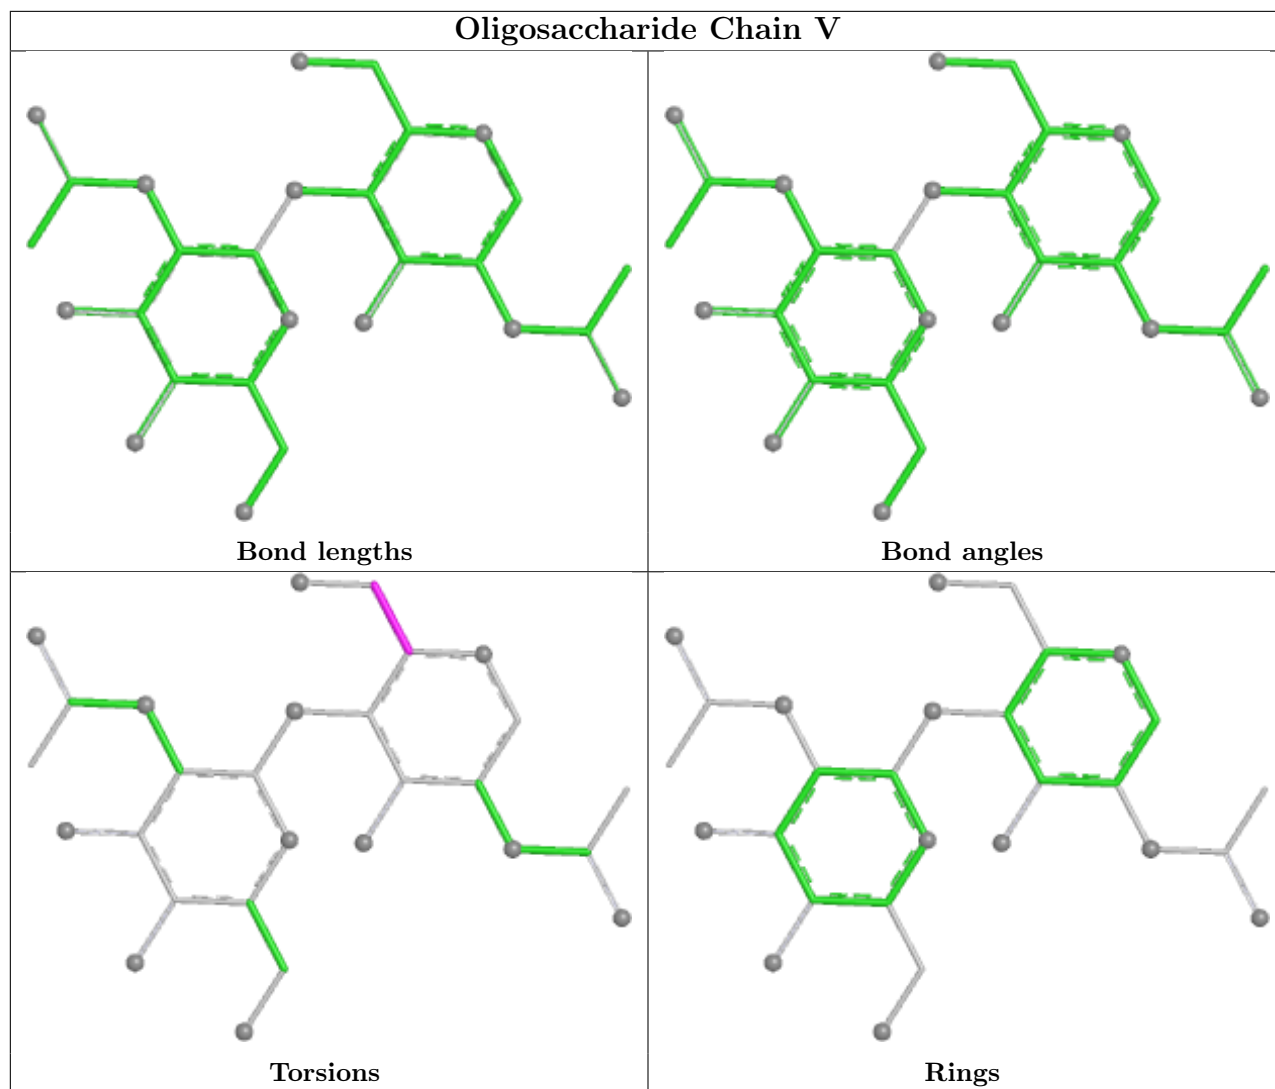 Oligosaccharide Chain V
Bond lengths
Bond angles
Torsions
Rings